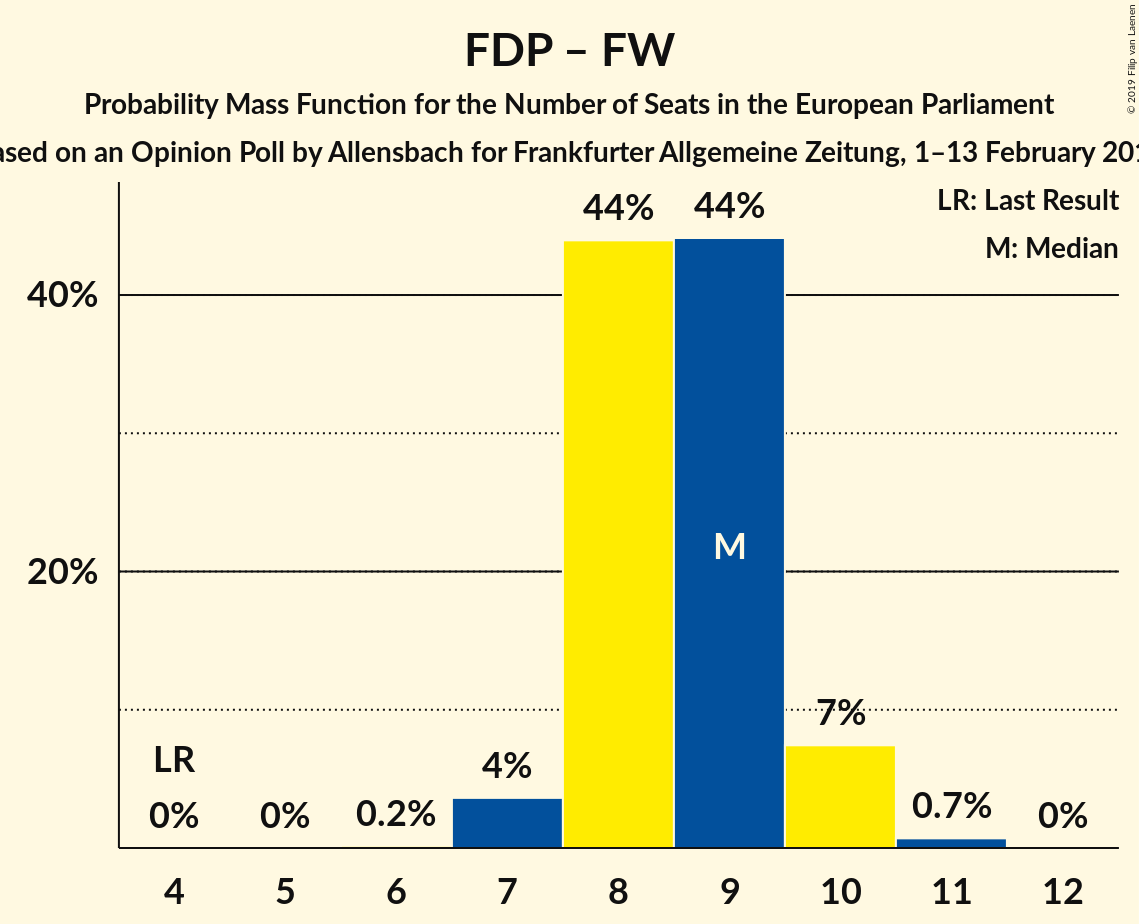 FDP – FW
Probability Mass Function for the Number of Seats in the European Parliament
on an Opinion Poll by Allensbach for Frankfurter Allgemeine Zeitung, 1–13 February
© 2019 Filip van Laenen
LR: Last Result
M: Median
44%
44%
40%
M
20%
7%
LR
4%
0%
0%
0.2%
0.7%
0%
4
5
6
7
8
9
10
11
12